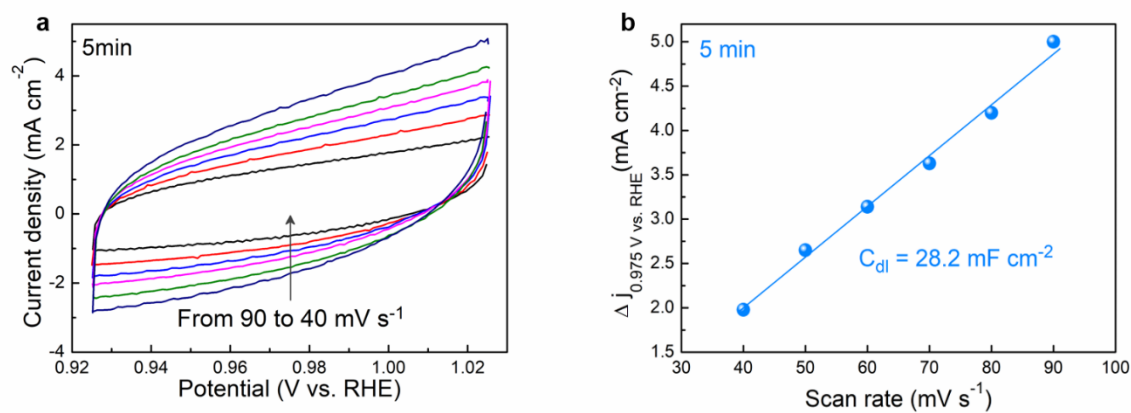 a
5min
Current density (mA cm⁻²)
4
2
0
-2
-4
From 90 to 40 mV s⁻¹
0.92 0.94 0.96 0.98 1.00 1.02
Potential (V vs. RHE)
b
5 min
Δ j0.975 V vs. RHE(mA cm⁻²)
5.0
4.5
4.0
3.5
3.0
2.5
2.0
1.5
Cdl = 28.2 mF cm⁻²
30 40 50 60 70 80 90 100
Scan rate (mV s⁻¹)